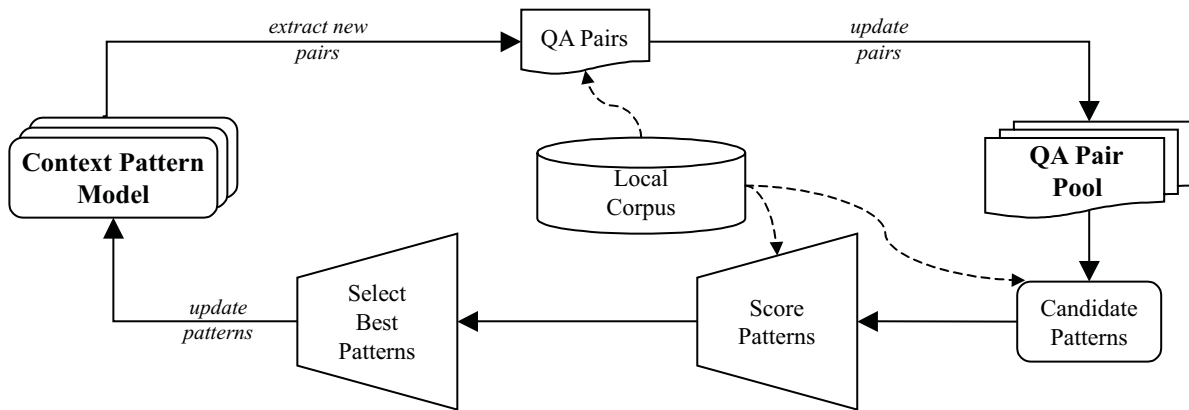 extract new
pairs
QA Pairs
update
pairs
Context Pattern
Model
Local
Corpus
QA Pair
Pool
update
patterns
Select
Best
Patterns
Score
Patterns
Candidate
Patterns